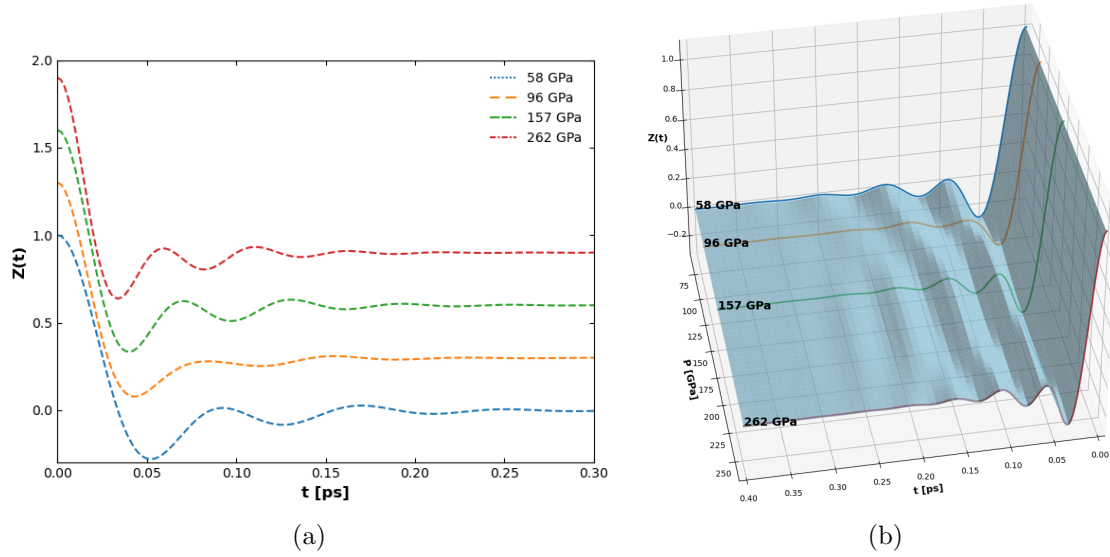 2.0
1.5
1.0
0.5
0.0
Z(t)
0.00
0.05
0.10
0.15
0.20
0.25
0.30
t [ps]
58 GPa
96 GPa
157 GPa
262 GPa
(a)
1.0
0.8
0.6
0.4
0.2
0.0
−0.2
Z(t)
58 GPa
96 GPa
157 GPa
262 GPa
75
100
125
150
175
200
225
250
P [GPa]
0.40
0.35
0.30
0.25
0.20
0.15
0.10
0.05
0.00
t [ps]
(b)